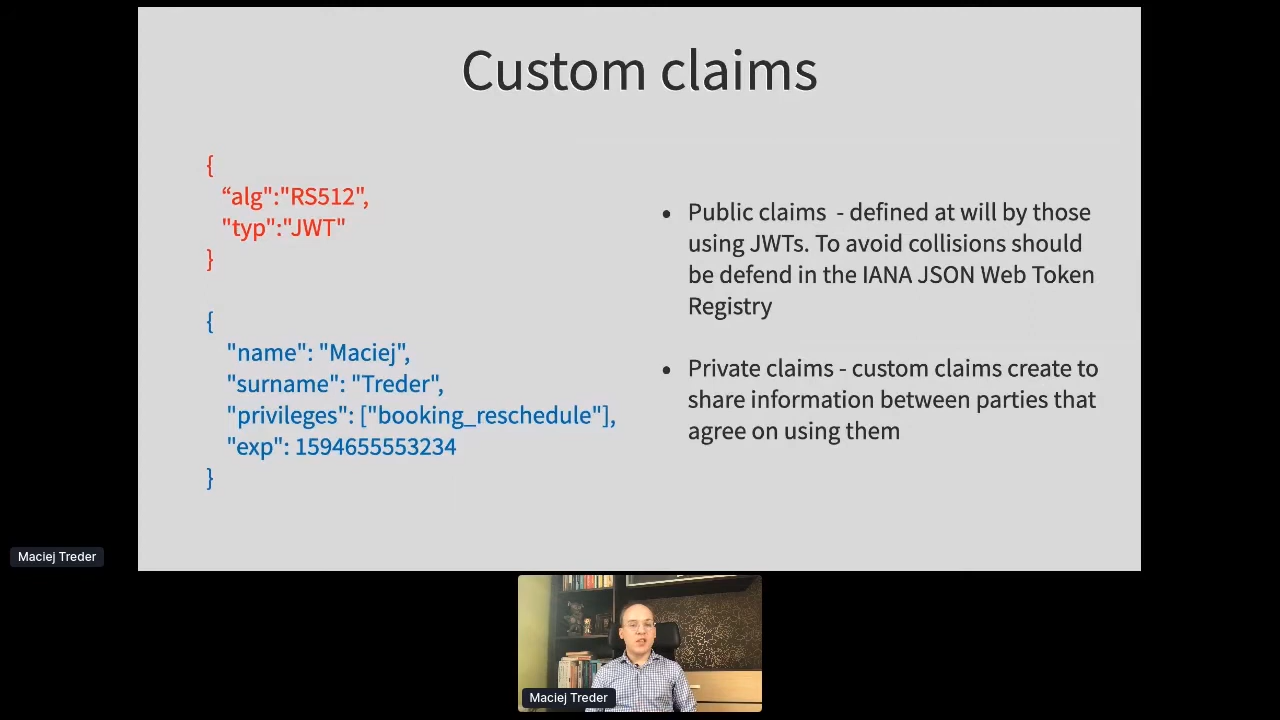 Custom claims
{
“alg":"RS512",
"typ":"JWT"
}
{
"name": "Maciej",
"surname": "Treder",
"privileges": ["booking_reschedule"],
"exp": 1594655553234
}
• Public claims - defined at will by those
using JWTs. To avoid collisions should
be defend in the IANA JSON Web Token
Registry
• Private claims - custom claims create to
share information between parties that
agree on using them
Maciej Treder
Maciej Treder